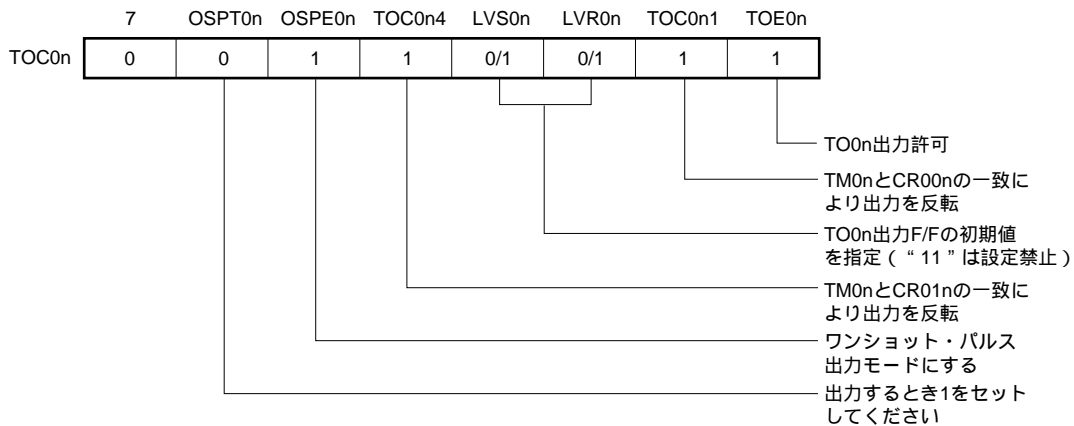 7 OSPT0n OSPE0n TOC0n4 LVS0n LVR0n TOC0n1 TOE0n
TOC0n 0 0 1 1 0/1 0/1 1 1
TO0n出力許可
TM0nとCR00nの一致に
より出力を反転
TO0n出力F/Fの初期値
を指定（“11”は設定禁止）
TM0nとCR01nの一致に
より出力を反転
ワンショット・パルス
出力モードにする
出力するとき1をセット
してください